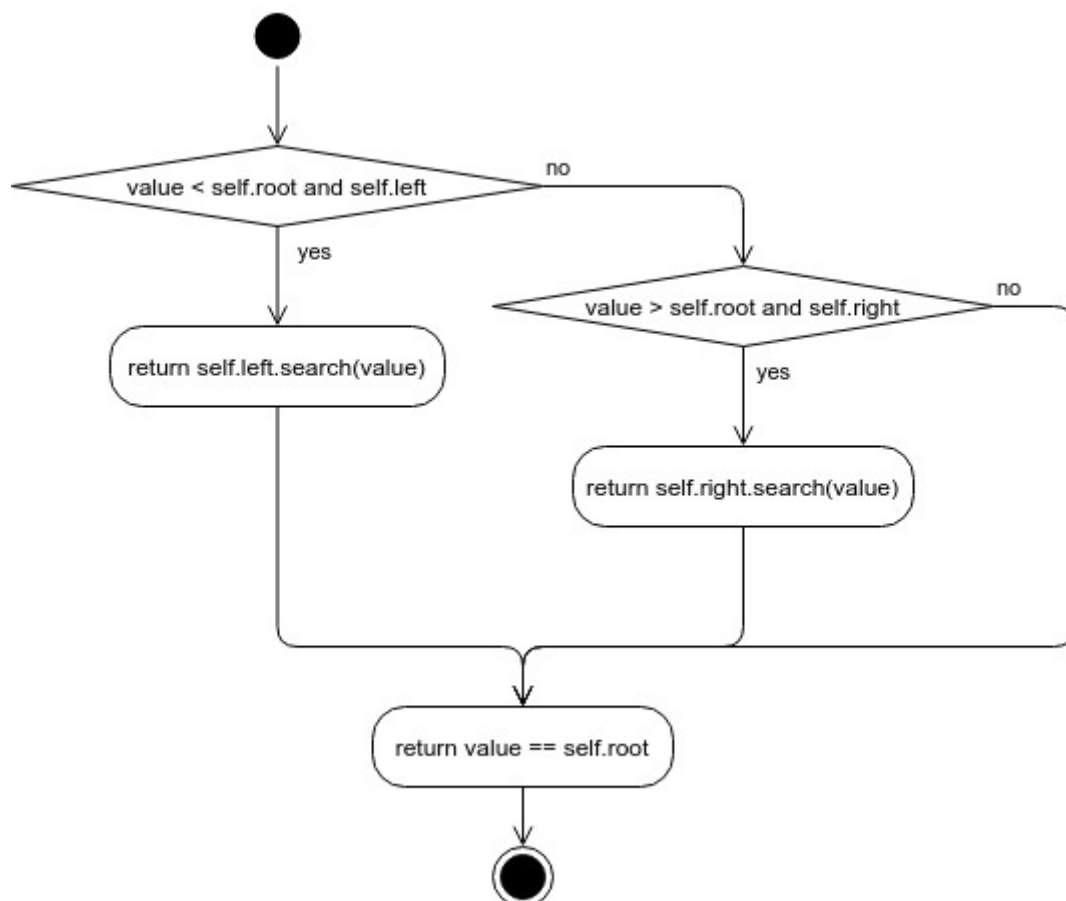 value < self.root and self.left
no
yes
value > self.root and self.right
no
return self.left.search(value)
yes
return self.right.search(value)
return value == self.root